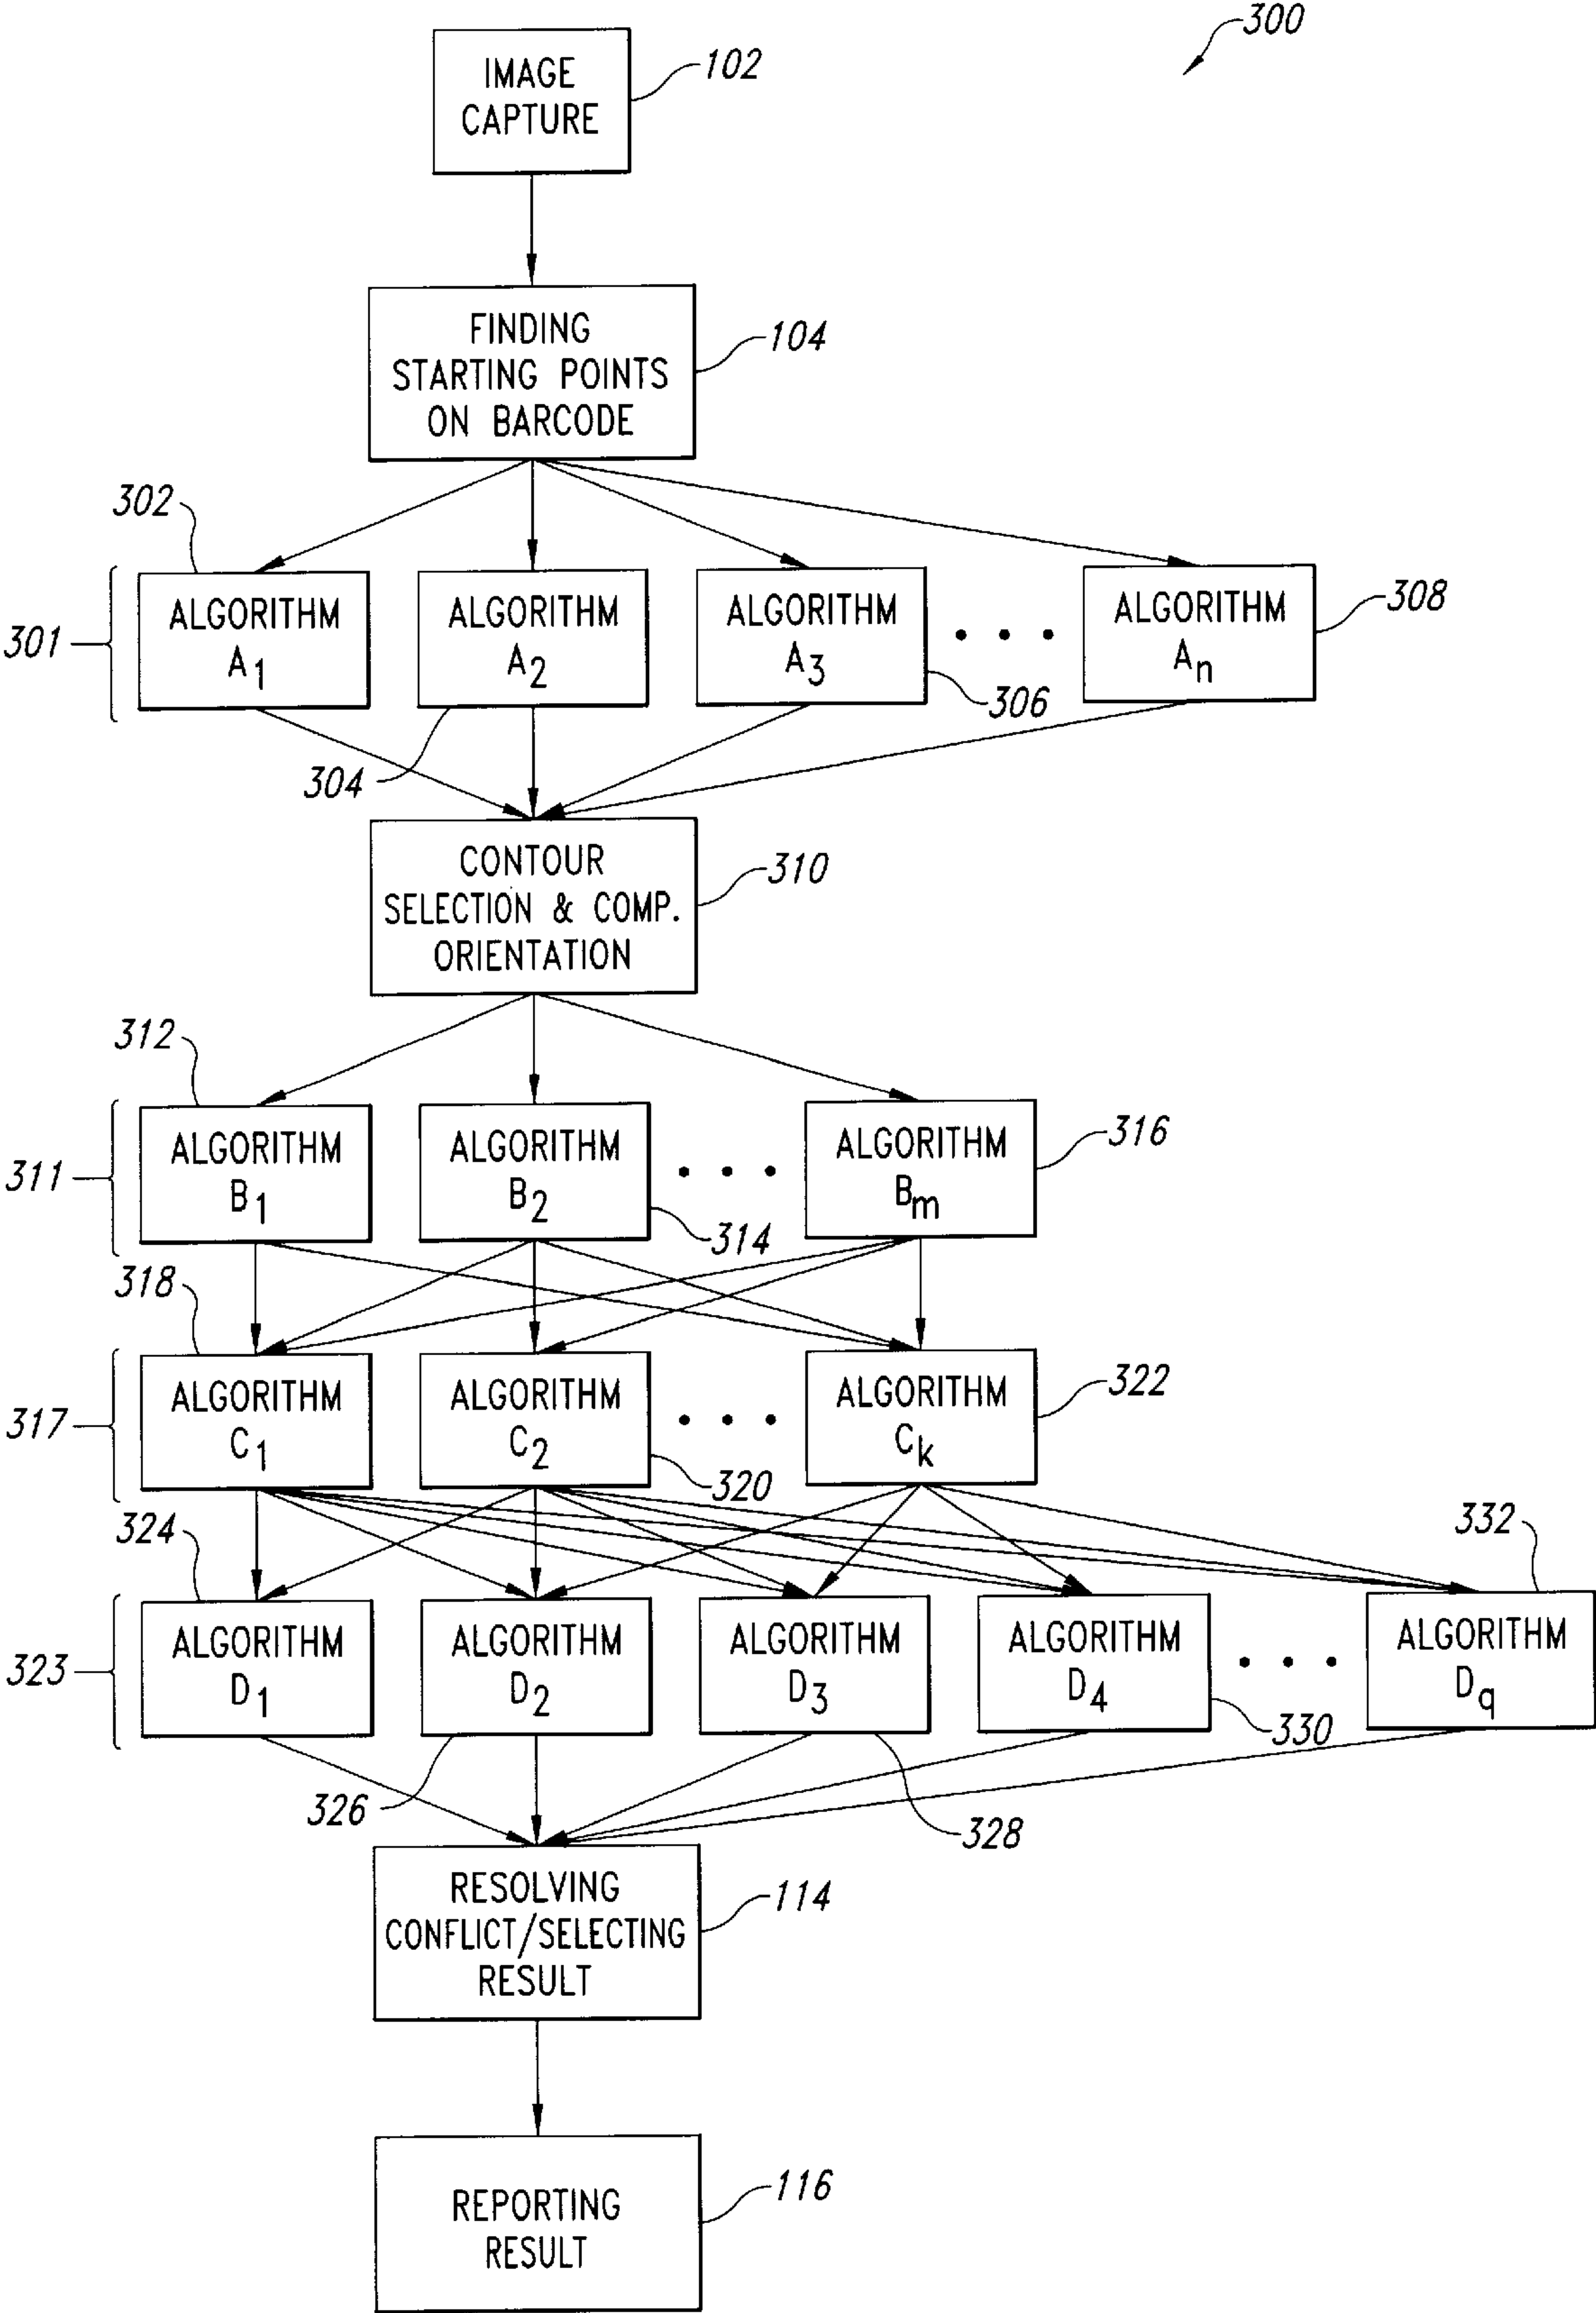 300
IMAGE
CAPTURE
102
FINDING
STARTING POINTS
ON BARCODE
104
302
301
ALGORITHM
A1
ALGORITHM
A2
ALGORITHM
A3
• • •
ALGORITHM
An
308
304
306
CONTOUR
SELECTION & COMP.
ORIENTATION
310
312
311
ALGORITHM
B1
ALGORITHM
B2
• • •
ALGORITHM
Bm
316
314
318
317
ALGORITHM
C1
ALGORITHM
C2
• • •
ALGORITHM
Ck
322
320
324
332
323
ALGORITHM
D1
ALGORITHM
D2
ALGORITHM
D3
ALGORITHM
D4
• • •
ALGORITHM
Dq
330
326
328
RESOLVING
CONFLICT/SELECTING
RESULT
114
REPORTING
RESULT
116